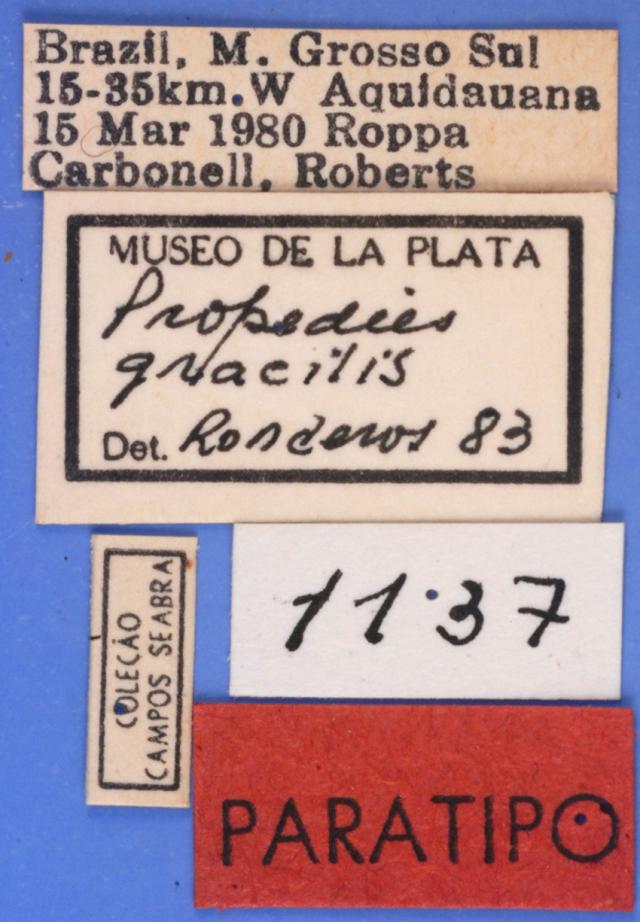 Brazil, M. Grosso Sul
15-35km.W Aquidauana
15 Mar 1980 Roppa
Carbonell, Roberts
MUSEO DE LA PLATA
Propedies
gracilis
Det. Ronderos 83
COLEÇÃO
CAMPOS SEABRA
1137
PARATIPO